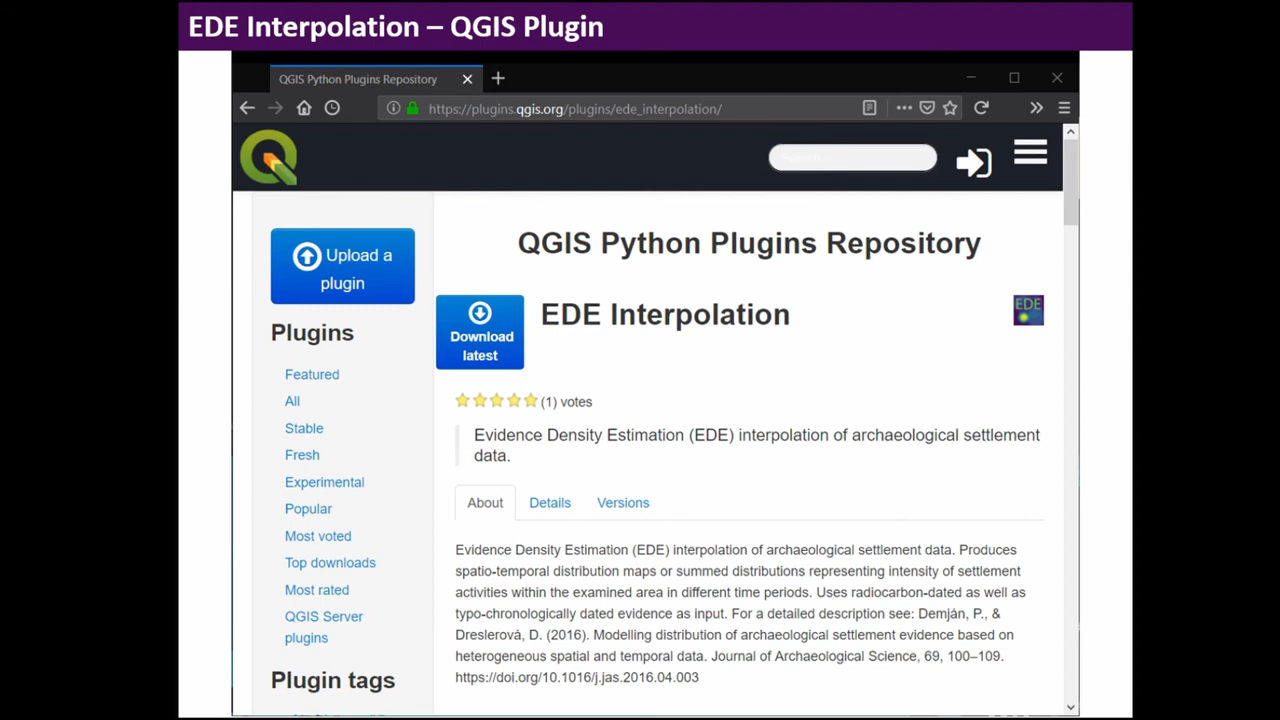 EDE Interpolation – QGIS Plugin
QGIS Python Plugins Repository
https://plugins.qgis.org/plugins/ede_interpolation/
Upload a
plugin
Plugins
Featured
All
Stable
Fresh
Experimental
Popular
Most voted
Top downloads
Most rated
QGIS Server
plugins
Plugin tags
QGIS Python Plugins Repository
Download
latest
EDE Interpolation
EDE
(1) votes
Evidence Density Estimation (EDE) interpolation of archaeological settlement
data.
About Details Versions
Evidence Density Estimation (EDE) interpolation of archaeological settlement data. Produces
spatio-temporal distribution maps or summed distributions representing intensity of settlement
activities within the examined area in different time periods. Uses radiocarbon-dated as well as
typo-chronologically dated evidence as input. For a detailed description see: Demján, P., &
Dreslerová, D. (2016). Modelling distribution of archaeological settlement evidence based on
heterogeneous spatial and temporal data. Journal of Archaeological Science, 69, 100–109.
https://doi.org/10.1016/j.jas.2016.04.003